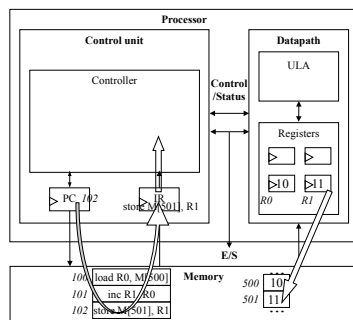 Processor
Control unit
Datapath
Controller
ULA
Control
/Status
Registers
PC
102
IR
store M[501], R1
10
11
R0
R1
E/S
Memory
100 load R0, M[500]
101 inc R1, R0
102 store M[501], R1
500 10
501 11
...